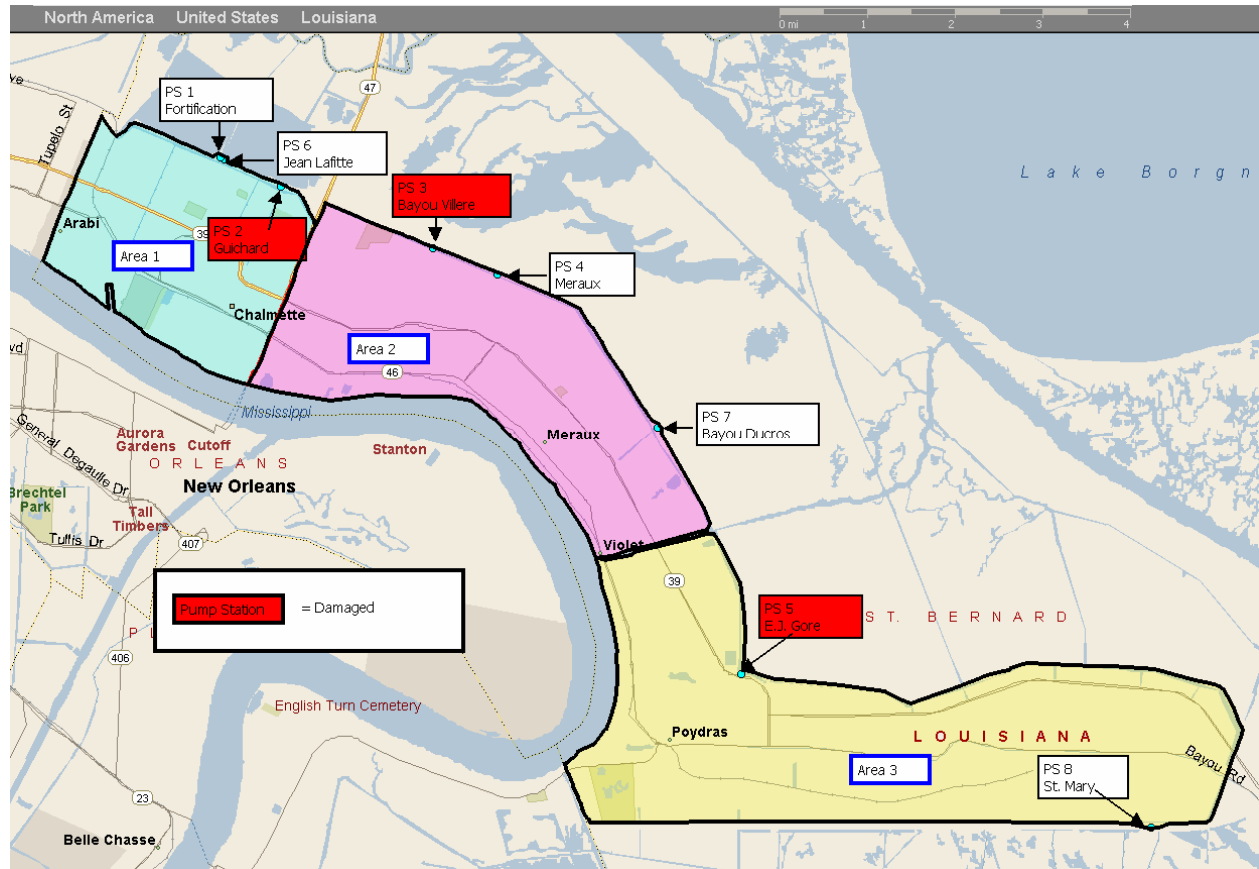 North America United States Louisiana
0 mi 1 2 3 4
47
PS 1
Fortification
PS 6
Jean Lafitte
Tupelo St
Lake Borgn
PS 3
Bayou Villere
Arabi
39
PS 2
Guichard
Area 1
PS 4
Meraux
Chalmette
Area 2
46
Mississippi
vd
General Degaulle Dr
Aurora
Gardens
Cutoff
Stanton
Meraux
PS 7
Bayou Ducros
ORLEANS
New Orleans
Brechtel
Park
Tall
Timbers
Tullis Dr
407
Violet
39
Pump Station = Damaged
PS 5
E.J. Gore
ST. BERNARD
P L
406
English Turn Cemetery
Poydras
LOUISIANA
Area 3
Bayou Rd
PS 8
St. Mary
23
Belle Chasse